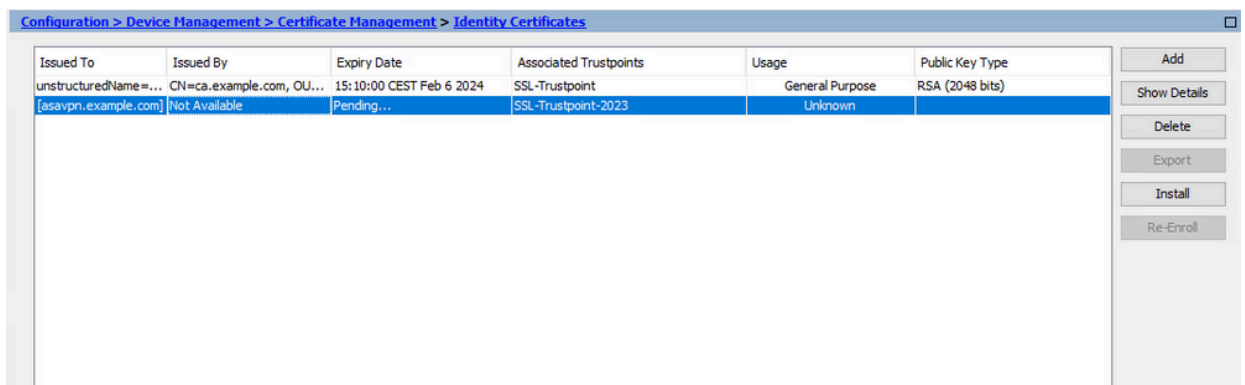 Configuration > Device Management > Certificate Management > Identity Certificates
Issued To Issued By Expiry Date Associated Trustpoints Usage Public Key Type
unstructuredName=... CN=ca.example.com, OU... 15:10:00 CEST Feb 6 2024 SSL-Trustpoint General Purpose RSA (2048 bits)
[asavpn.example.com] Not Available Pending... SSL-Trustpoint-2023 Unknown
Add
Show Details
Delete
Export
Install
Re-Enroll